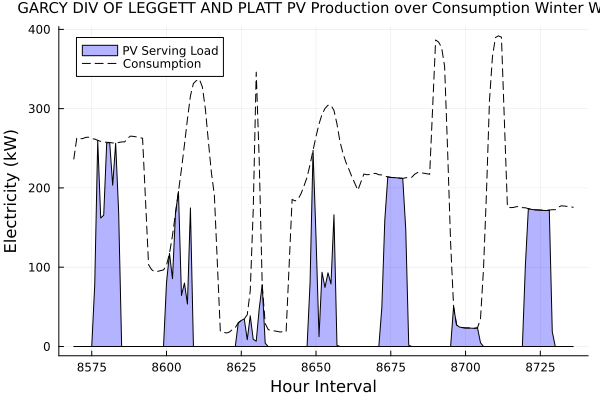 GARCY DIV OF LEGGETT AND PLATT PV Production over Consumption Winter W
PV Serving Load
Consumption
Electricity (kW)
400
300
200
100
0
8575 8600 8625 8650 8675 8700 8725
Hour Interval